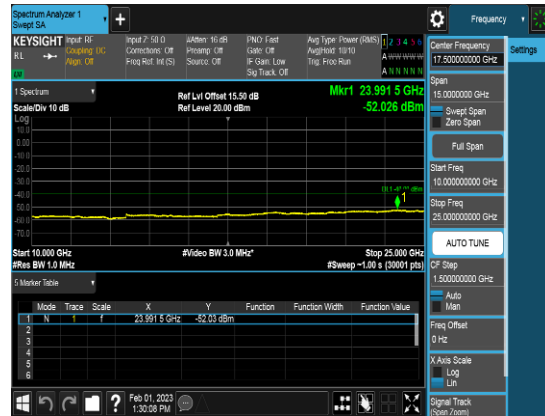 Spectrum Analyzer 1
Swept SA
+
Frequency
KEYSIGHT
RL
Input: RF
Coupling: DC
Align: Off
Input Z: 50 Ω
Corrections: Off
Freq Ref: Int (S)
#Atten: 16 dB
Preamp: Off
Source: Off
PNO: Fast
Gate: Off
IF Gain: Low
Sig Track: Off
Avg Type: Power (RMS)
Avg|Hold: 10/10
Trig: Free Run
1 2 3 4 5 6
A W W W W W
A N N N N N
Center Frequency
17.500000000 GHz
Settings
Span
15.0000000 GHz
Swept Span
Zero Span
Full Span
Start Freq
10.000000000 GHz
Stop Freq
25.000000000 GHz
AUTO TUNE
CF Step
1.500000000 GHz
Auto
Man
Freq Offset
0 Hz
X Axis Scale
Log
Lin
Signal Track
(Span Zoom)
1 Spectrum
Scale/Div 10 dB
Log
Ref Lvl Offset 15.50 dB
Ref Level 20.00 dBm
Mkr1 23.991 5 GHz
-52.026 dBm
10.0
0.00
-10.0
-20.0
-30.0
-40.0
-50.0
-60.0
-70.0
1
Start 10.000 GHz
#Res BW 1.0 MHz
#Video BW 3.0 MHz*
Stop 25.000 GHz
#Sweep ~1.00 s (30001 pts)
5 Marker Table
Mode Trace Scale X Y Function Function Width Function Value
1 N 1 f 23.991 5 GHz -52.03 dBm
2
3
4
5
6
?
Feb 01, 2023
1:30:08 PM